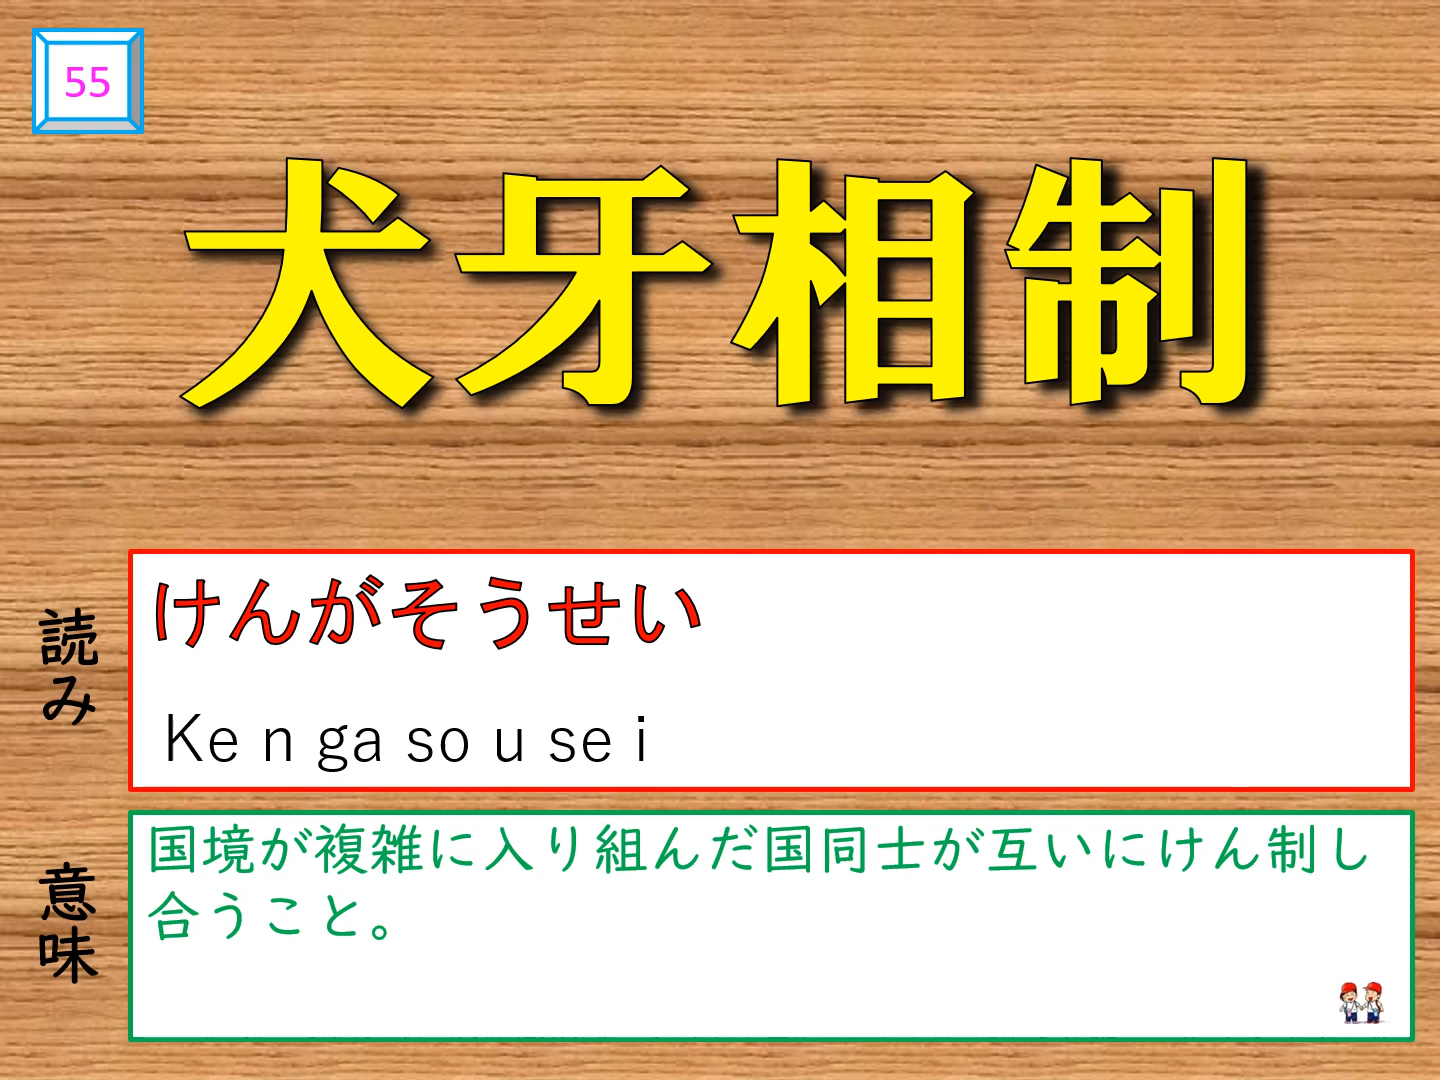 55
犬牙相制
読み
けんがそうせい
Ke n ga so u se i
意味
国境が複雑に入り組んだ国同士が互いにけん制し
合うこと。